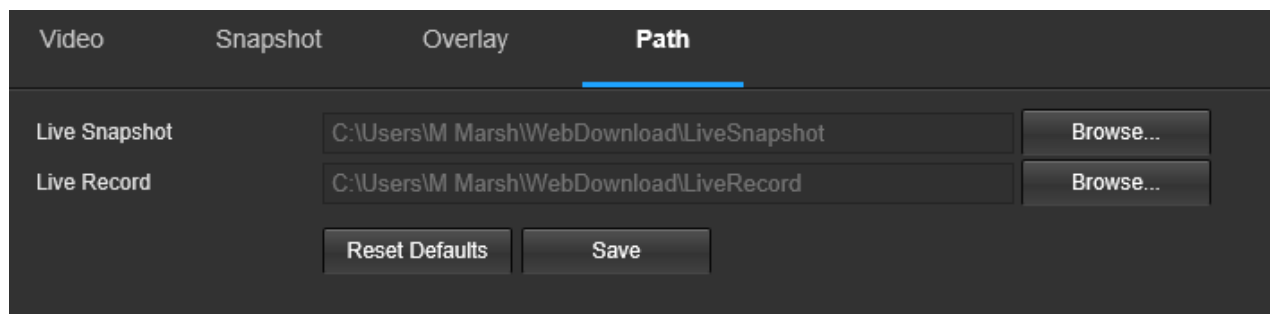 Video Snapshot Overlay Path
Live Snapshot C:\Users\M Marsh\WebDownload\LiveSnapshot Browse...
Live Record C:\Users\M Marsh\WebDownload\LiveRecord Browse...
Reset Defaults Save